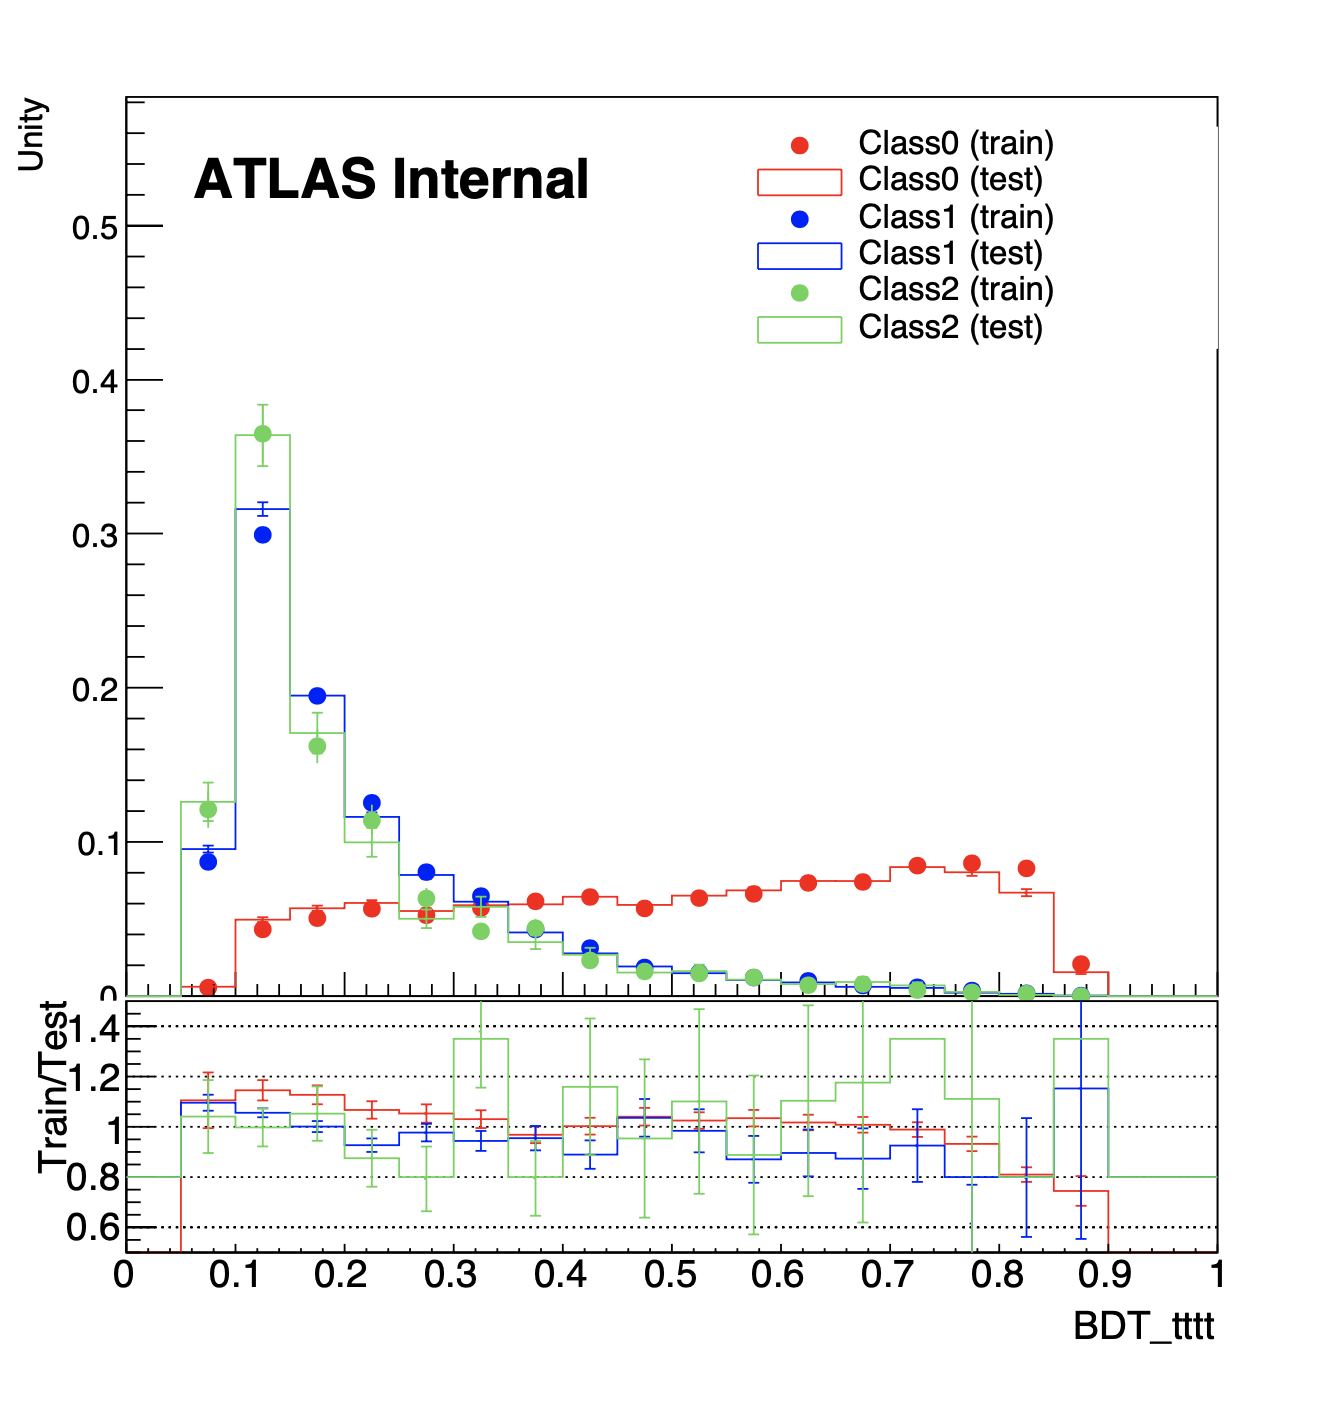 Unity
ATLAS Internal
Class0 (train)
Class0 (test)
Class1 (train)
Class1 (test)
Class2 (train)
Class2 (test)
0.5
0.4
0.3
0.2
0.1
0
Train/Test
1.4
1.2
1
0.8
0.6
0 0.1 0.2 0.3 0.4 0.5 0.6 0.7 0.8 0.9 1
BDT_tttt